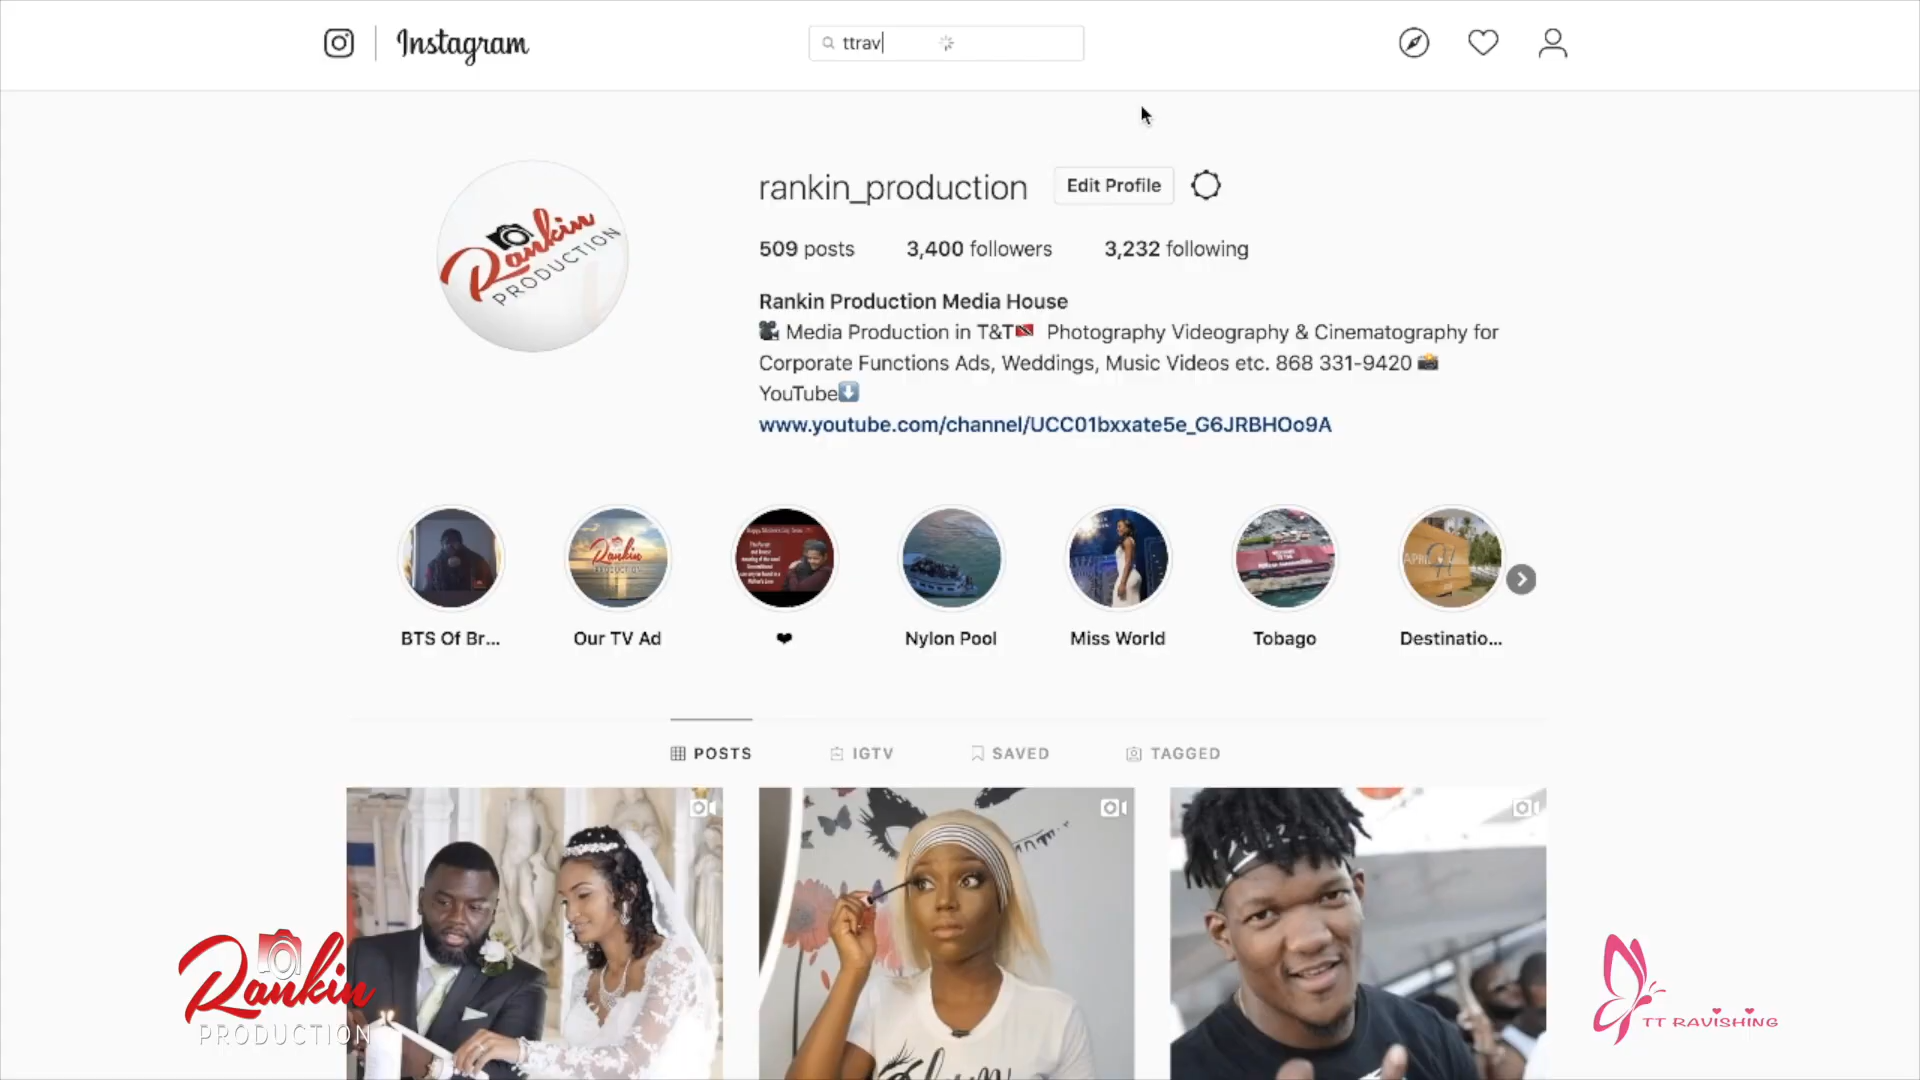 Instagram
ttrav
rankin_production
Edit Profile
509 posts
3,400 followers
3,232 following
Rankin Production Media House
Media Production in T&T Photography Videography & Cinematography for
Corporate Functions Ads, Weddings, Music Videos etc. 868 331-9420
YouTube
www.youtube.com/channel/UCC01bxxate5e_G6JRBHOo9A
Rankin
PRODUCTION
BTS Of Br...
Our TV Ad
Nylon Pool
Miss World
Tobago
Destinatio...
POSTS
IGTV
SAVED
TAGGED
Rankin
PRODUCTION
TT RAVISHING